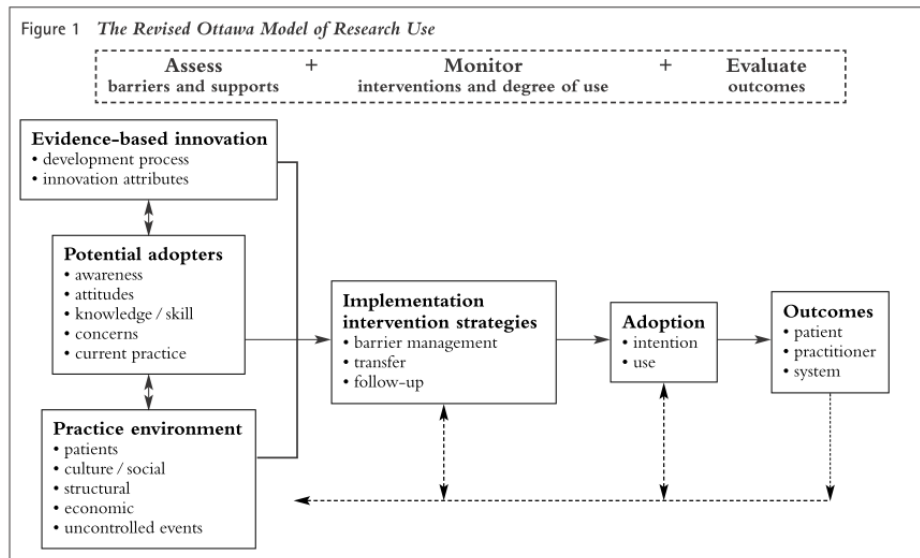 Figure 1 The Revised Ottawa Model of Research Use
Assess + Monitor + Evaluate
barriers and supports interventions and degree of use outcomes
Evidence-based innovation
• development process
• innovation attributes
Potential adopters
• awareness
• attitudes
• knowledge / skill
• concerns
• current practice
Practice environment
• patients
• culture / social
• structural
• economic
• uncontrolled events
Implementation
intervention strategies
• barrier management
• transfer
• follow-up
Adoption
• intention
• use
Outcomes
• patient
• practitioner
• system